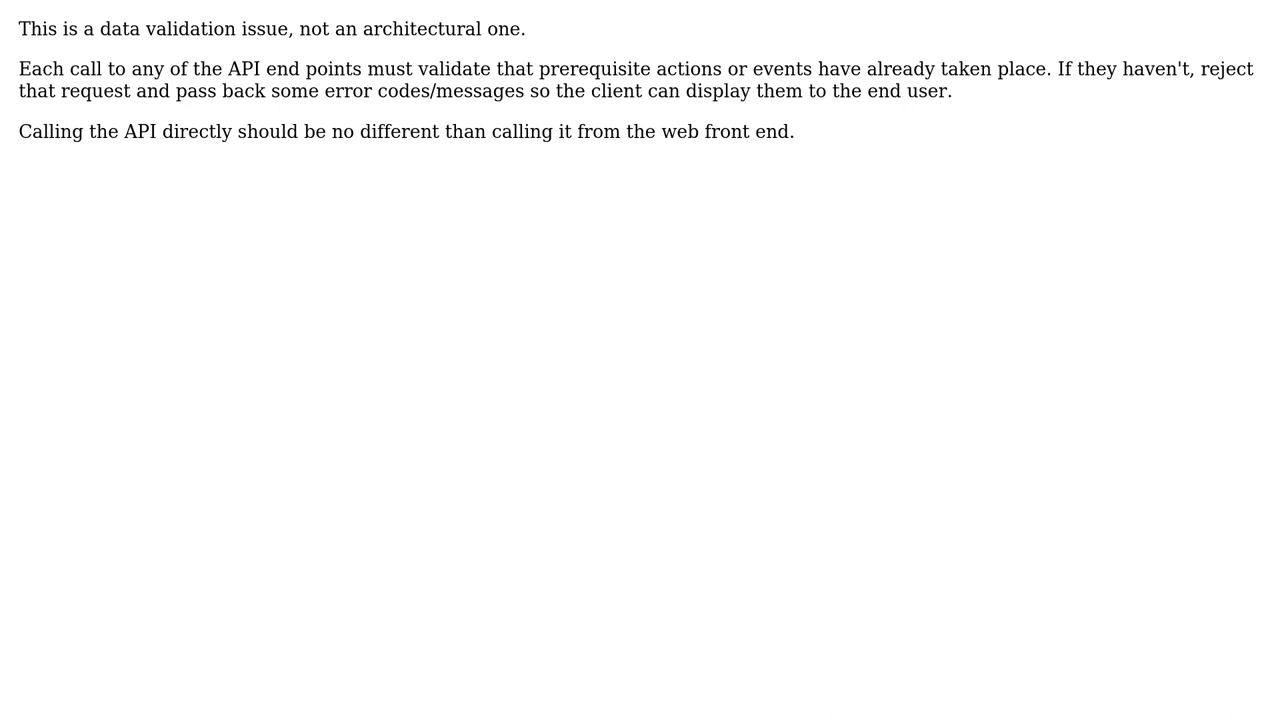 This is a data validation issue, not an architectural one.
Each call to any of the API end points must validate that prerequisite actions or events have already taken place. If they haven't, reject
that request and pass back some error codes/messages so the client can display them to the end user.
Calling the API directly should be no different than calling it from the web front end.